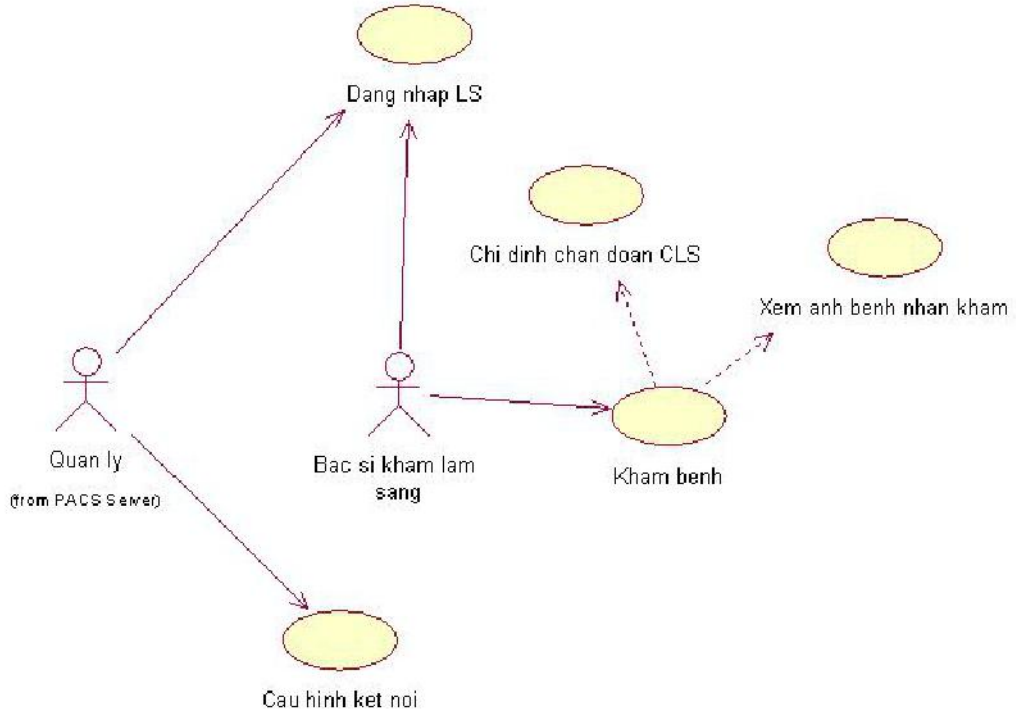 Dang nhap LS
Chi dinh chan doan CLS
Xem anh benh nhan kham
Quan ly
(from PACS Server)
Bac si kham lam
sang
Kham benh
Cau hinh ket noi